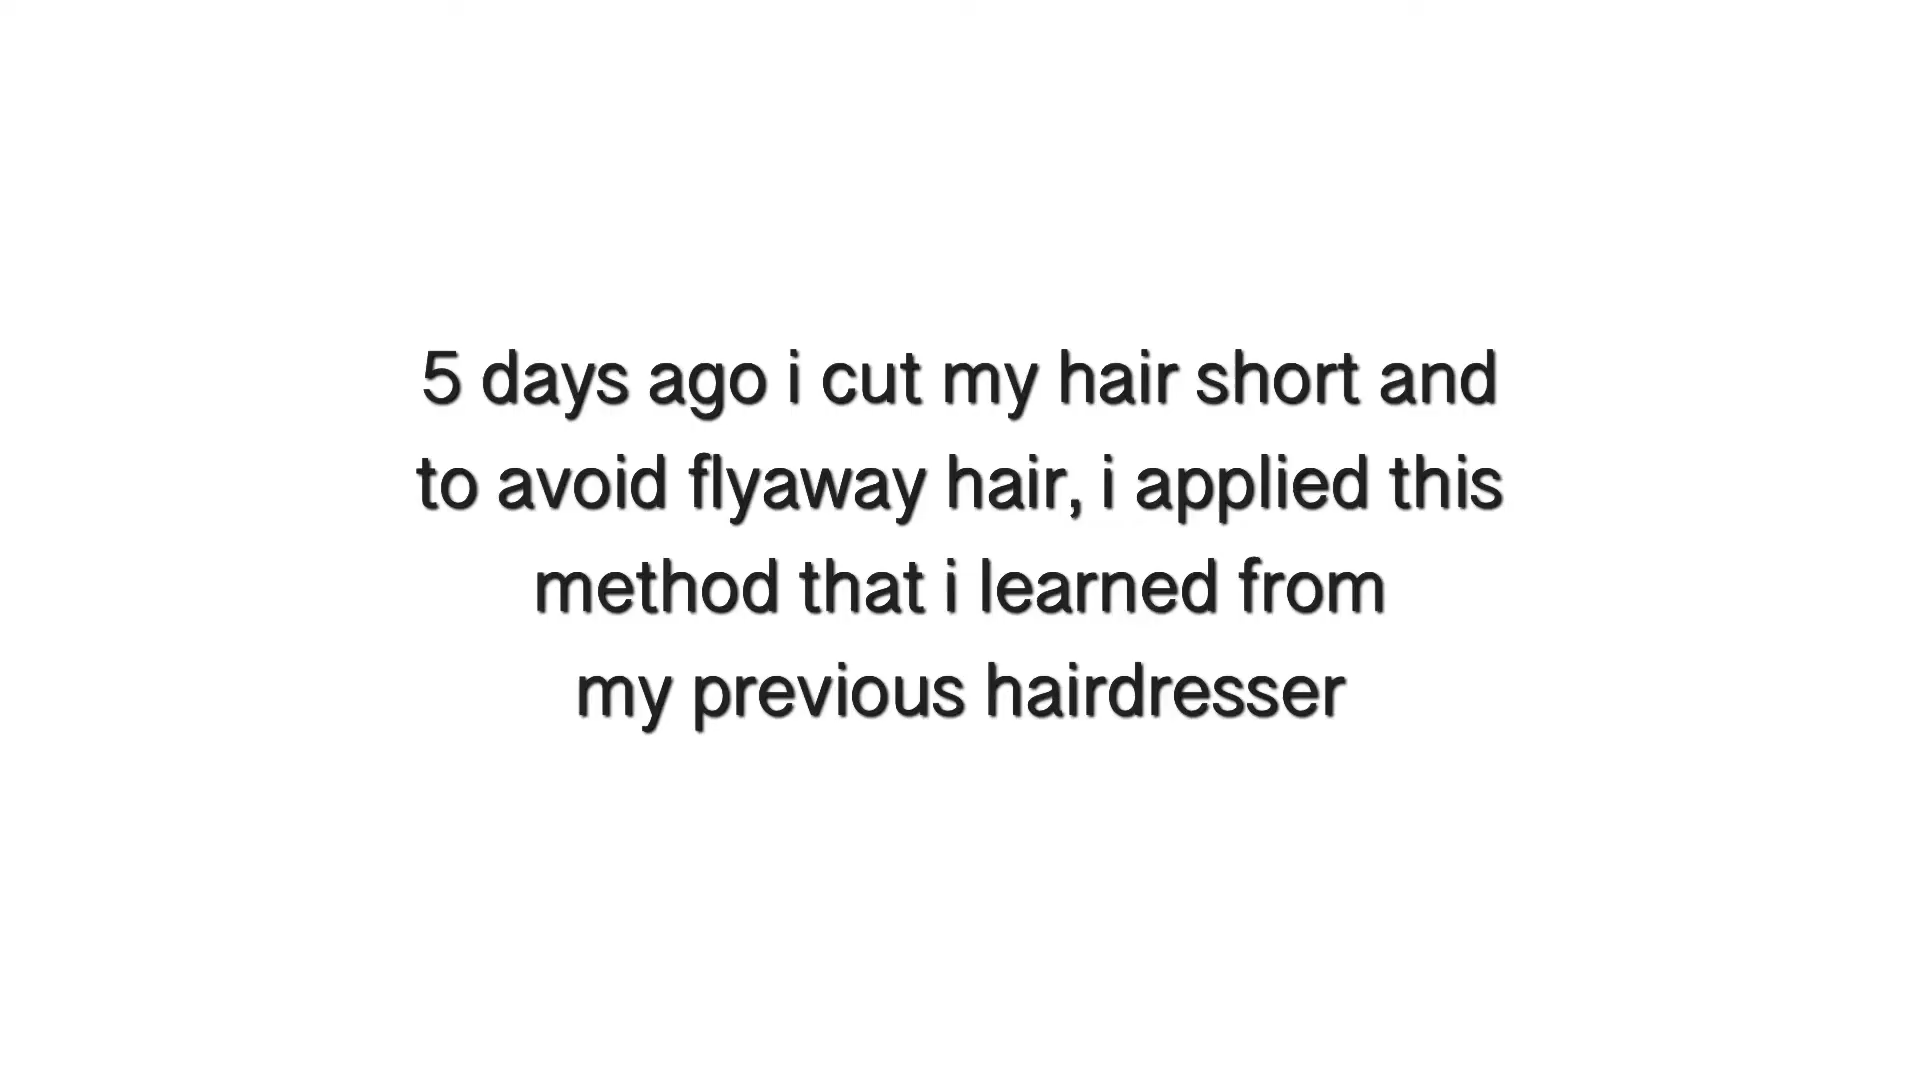 5 days ago i cut my hair short and
to avoid flyaway hair, i applied this
method that i learned from
my previous hairdresser